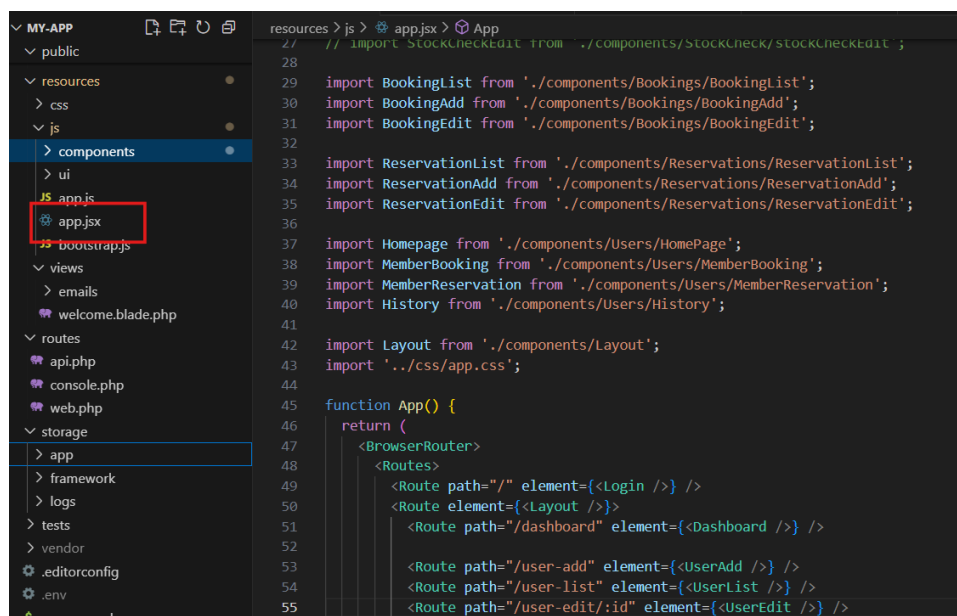 MY-APP
public
resources
css
js
components
ui
JS app.js
app.jsx
JS bootstrap.js
views
emails
welcome.blade.php
routes
api.php
console.php
web.php
storage
app
framework
logs
tests
vendor
.editorconfig
.env
resources > js > app.jsx > App
27 // import StockCheckEdit from './components/StockCheck/stockCheckEdit';
28
29 import BookingList from './components/Bookings/BookingList';
30 import BookingAdd from './components/Bookings/BookingAdd';
31 import BookingEdit from './components/Bookings/BookingEdit';
32
33 import ReservationList from './components/Reservations/ReservationList';
34 import ReservationAdd from './components/Reservations/ReservationAdd';
35 import ReservationEdit from './components/Reservations/ReservationEdit';
36
37 import Homepage from './components/Users/HomePage';
38 import MemberBooking from './components/Users/MemberBooking';
39 import MemberReservation from './components/Users/MemberReservation';
40 import History from './components/Users/History';
41
42 import Layout from './components/Layout';
43 import '../css/app.css';
44
45 function App() {
46 return (
47 <BrowserRouter>
48 <Routes>
49 <Route path="/" element={<Login />} />
50 <Route element={<Layout />}>
51 <Route path="/dashboard" element={<Dashboard />} />
52
53 <Route path="/user-add" element={<UserAdd />} />
54 <Route path="/user-list" element={<UserList />} />
55 <Route path="/user-edit/:id" element={<UserEdit />} />